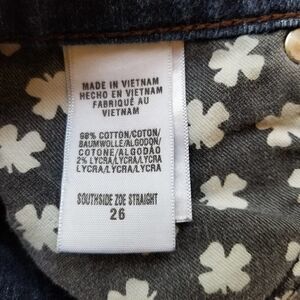 MADE IN VIETNAM
HECHO EN VIETNAM
FABRIQUÉ AU
VIETNAM
98% COTTON/COTON/
BAUMWOLLE/ALGODON/
COTONE/ALGODÃO
2% LYCRA/LYCRA/LYCRA
LYCRA/LYCRA/LYCRA
SOUTHSIDE ZOE STRAIGHT
26